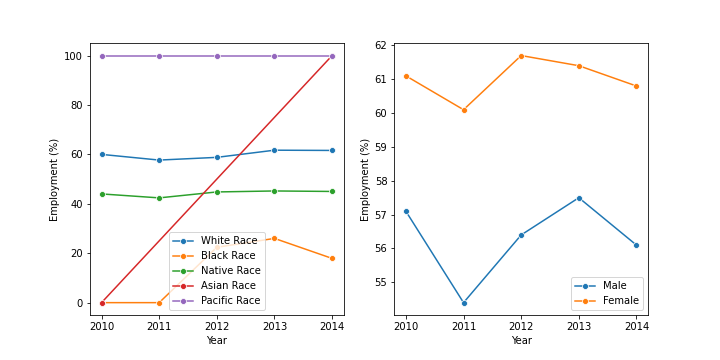 100
80
60
40
20
0
Employment (%)
2010 2011 2012 2013 2014
Year
White Race
Black Race
Native Race
Asian Race
Pacific Race
62
61
60
59
58
57
56
55
Employment (%)
2010 2011 2012 2013 2014
Year
Male
Female